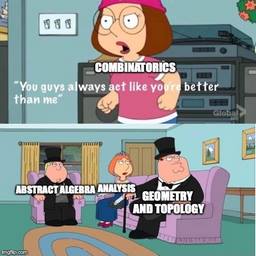 COMBINATORICS
"You guys always act like you're better
than me"
Global
ABSTRACT ALGEBRA
ANALYSIS
GEOMETRY
AND TOPOLOGY
imgflip.com